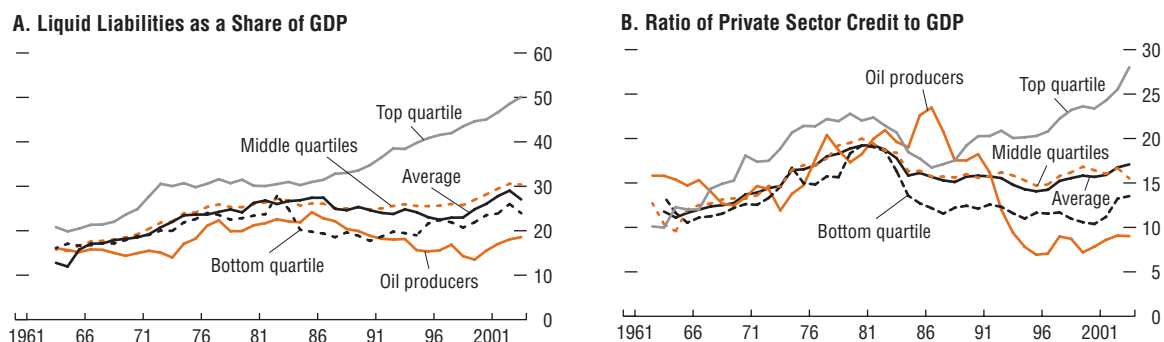 A. Liquid Liabilities as a Share of GDP
60
50
Top quartile
40
Middle quartiles
30
Average
20
Bottom quartile
Oil producers
10
0
1961 66 71 76 81 86 91 96 2001
B. Ratio of Private Sector Credit to GDP
30
Oil producers
Top quartile
25
20
Middle quartiles
15
Average
Bottom quartile
10
5
0
1961 66 71 76 81 86 91 96 2001